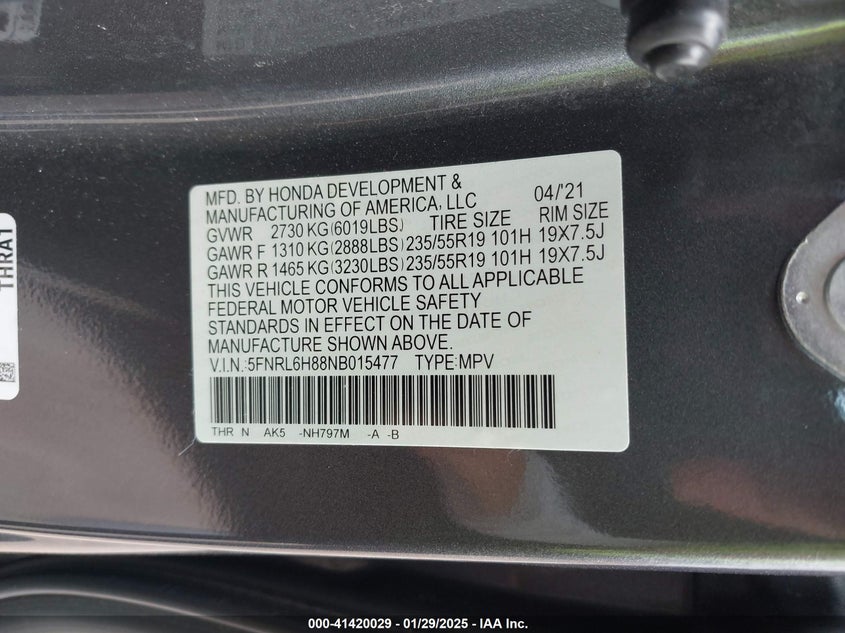 MFD. BY HONDA DEVELOPMENT &
MANUFACTURING OF AMERICA, LLC 04/'21
GVWR 2730 KG(6019LBS) TIRE SIZE RIM SIZE
GAWR F 1310 KG(2888LBS) 235/55R19 101H 19X7.5J
GAWR R 1465 KG(3230LBS) 235/55R19 101H 19X7.5J
THIS VEHICLE CONFORMS TO ALL APPLICABLE
FEDERAL MOTOR VEHICLE SAFETY
STANDARDS IN EFFECT ON THE DATE OF
MANUFACTURE SHOWN ABOVE.
V.I.N.:5FNRL6H88NB015477 TYPE:MPV
THR N AK5 -NH797M -A -B
THRA1
000-41420029 - 01/29/2025 - IAA Inc.